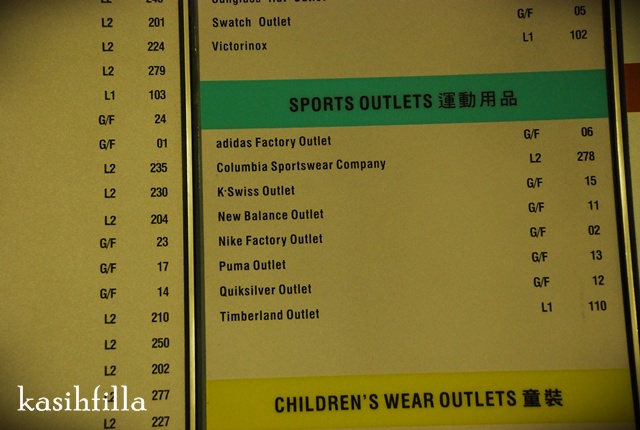 L2 201
L2 224
L2 279
L1 103
G/F 24
G/F 01
L2 235
L2 230
L2 204
G/F 23
G/F 17
G/F 14
L2 210
L2 250
L2 202
277
L2 227
G/F 05
Swatch Outlet
Victorinox L1 102
SPORTS OUTLETS 運動用品
adidas Factory Outlet G/F 06
Columbia Sportswear Company L2 278
K·Swiss Outlet G/F 15
New Balance Outlet G/F 11
Nike Factory Outlet G/F 02
Puma Outlet G/F 13
Quiksilver Outlet G/F 12
Timberland Outlet L1 110
CHILDREN'S WEAR OUTLETS 童裝
kasihfilla